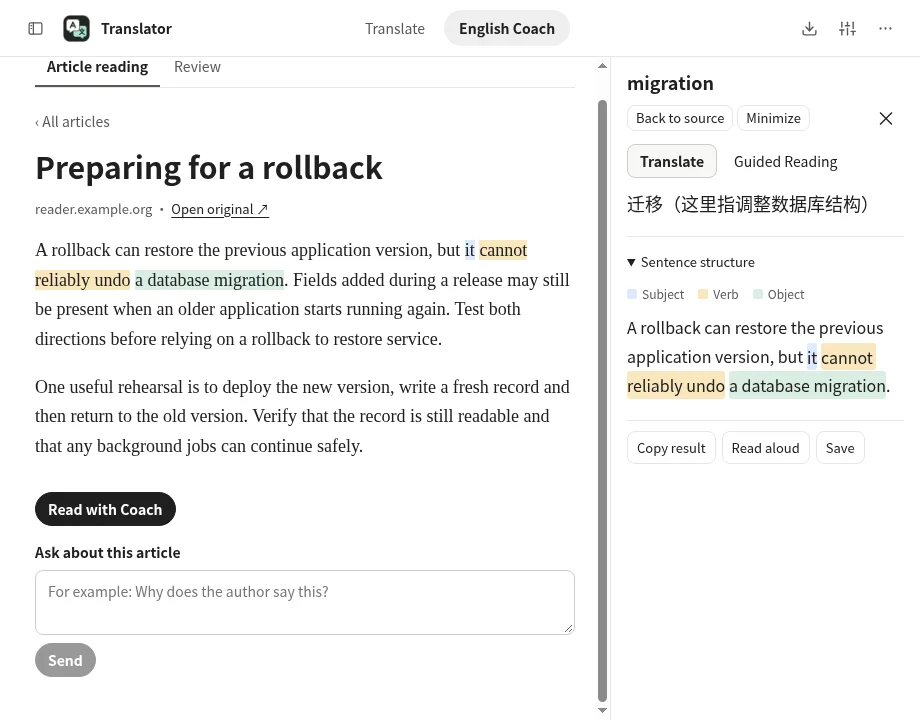 Translator
Translate
English Coach
Article reading
Review
‹ All articles
Preparing for a rollback
reader.example.org • Open original ↗
A rollback can restore the previous application version, but it cannot
reliably undo a database migration. Fields added during a release may still
be present when an older application starts running again. Test both
directions before relying on a rollback to restore service.
One useful rehearsal is to deploy the new version, write a fresh record and
then return to the old version. Verify that the record is still readable and
that any background jobs can continue safely.
Read with Coach
Ask about this article
For example: Why does the author say this?
Send
migration
Back to source
Minimize
Translate
Guided Reading
迁移（这里指调整数据库结构）
▼ Sentence structure
Subject
Verb
Object
A rollback can restore the previous
application version, but it cannot
reliably undo a database migration.
Copy result
Read aloud
Save